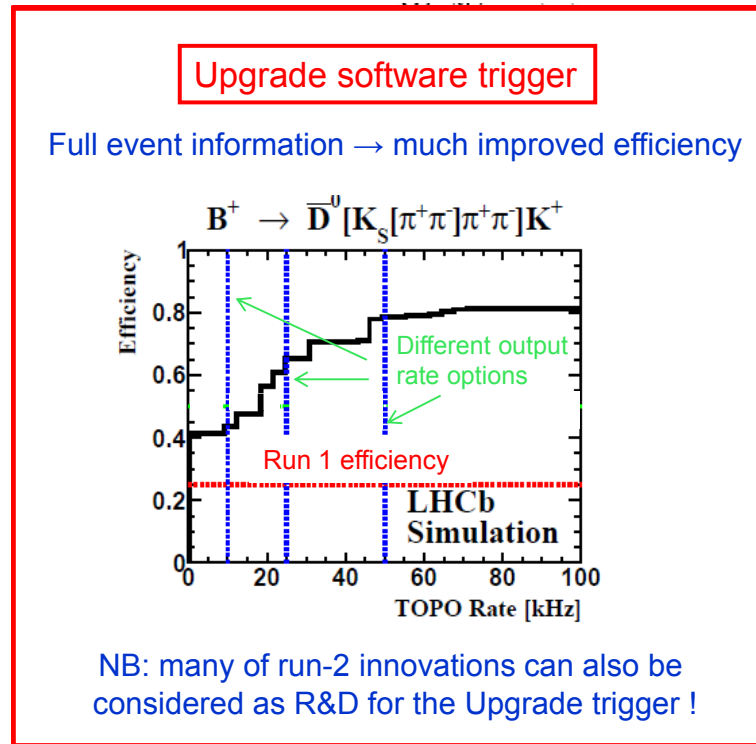 Upgrade software trigger
Full event information → much improved efficiency
B⁺ → D̅⁰[K_S[π⁺π⁻]π⁺π⁻]K⁺
Efficiency
1
0.8
0.6
0.4
0.2
0
Different output
rate options
Run 1 efficiency
LHCb
Simulation
0 20 40 60 80 100
TOPO Rate [kHz]
NB: many of run-2 innovations can also be
considered as R&D for the Upgrade trigger !